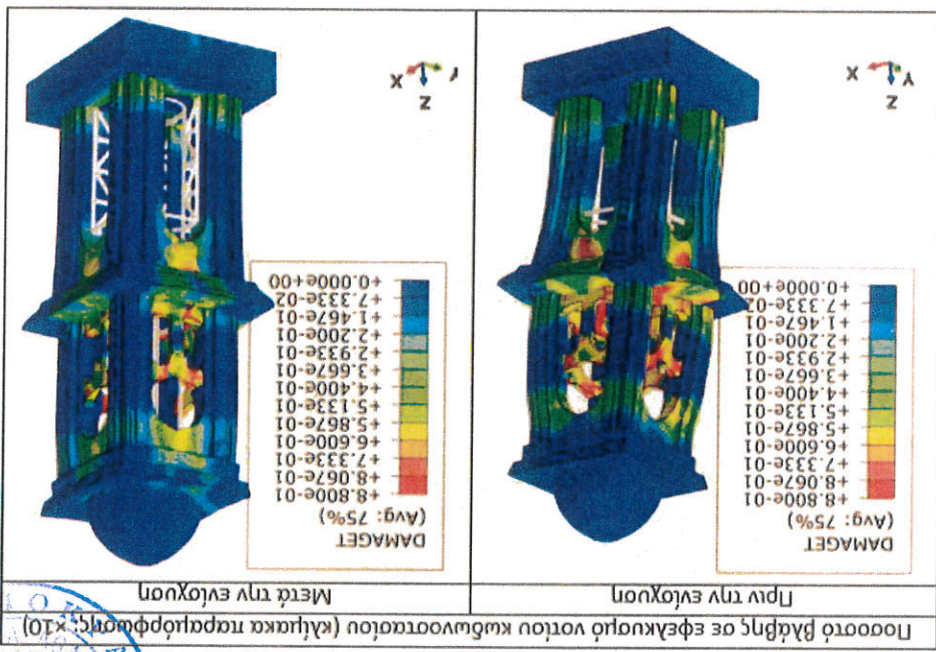 Ποσοστό βλάβης σε εφελκυσμό κωδωνοστασίου νοτίου (κλίμακα παραμόρφωσης: ×10)
Πριν την ενίσχυση
Μετά την ενίσχυση
DAMAGET
(Avg: 75%)
+8.800e-01
+8.067e-01
+7.333e-01
+6.600e-01
+5.867e-01
+5.133e-01
+4.400e-01
+3.667e-01
+2.933e-01
+2.200e-01
+1.467e-01
+7.333e-02
+0.000e+00
Z
Y
X
DAMAGET
(Avg: 75%)
+8.800e-01
+8.067e-01
+7.333e-01
+6.600e-01
+5.867e-01
+5.133e-01
+4.400e-01
+3.667e-01
+2.933e-01
+2.200e-01
+1.467e-01
+7.333e-02
+0.000e+00
Z
Y
X